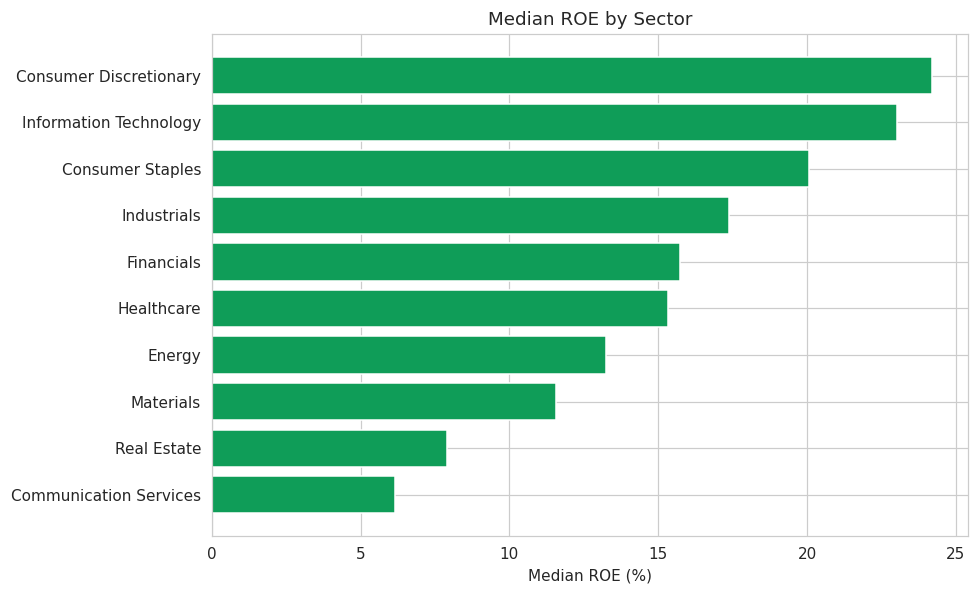 Median ROE by Sector
Consumer Discretionary
Information Technology
Consumer Staples
Industrials
Financials
Healthcare
Energy
Materials
Real Estate
Communication Services
0 5 10 15 20 25
Median ROE (%)